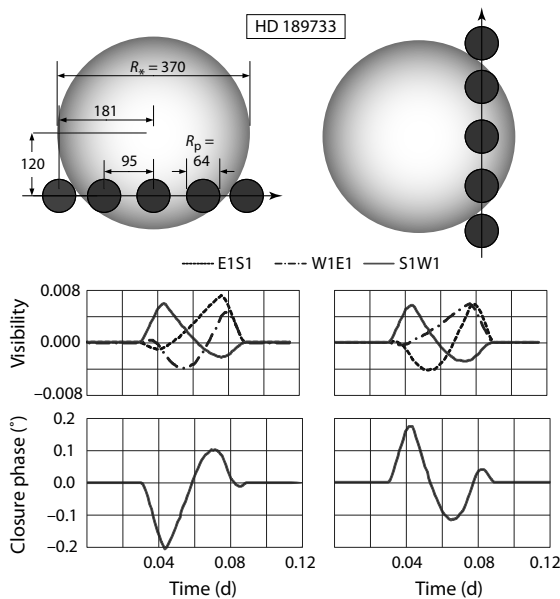 HD 189733
R* = 370
181
120
95
Rp =
64
E1S1 W1E1 S1W1
Visibility
0.008
0.000
−0.008
Closure phase (°)
0.2
0.1
0.0
−0.1
−0.2
0.04 0.08 0.12 0.04 0.08 0.12
Time (d) Time (d)